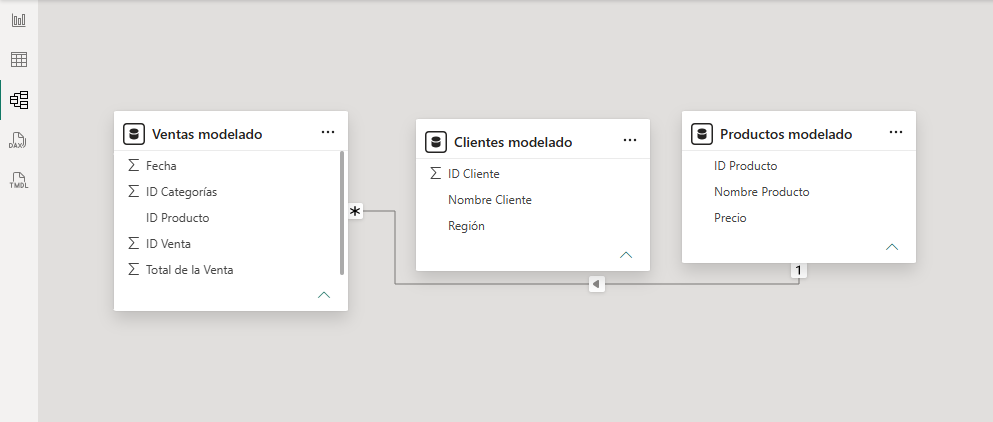 DAX
TMDL
Ventas modelado
Fecha
ID Categorías
ID Producto
ID Venta
Total de la Venta
*
Clientes modelado
ID Cliente
Nombre Cliente
Región
Productos modelado
ID Producto
Nombre Producto
Precio
1